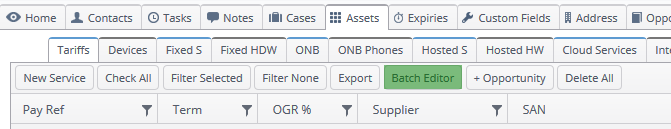 Home Contacts Tasks Notes Cases Assets Expiries Custom Fields Address
Tariffs Devices Fixed S Fixed HDW ONB ONB Phones Hosted S Hosted HW Cloud Services
New Service Check All Filter Selected Filter None Export Batch Editor + Opportunity Delete All
Pay Ref Term OGR % Supplier SAN